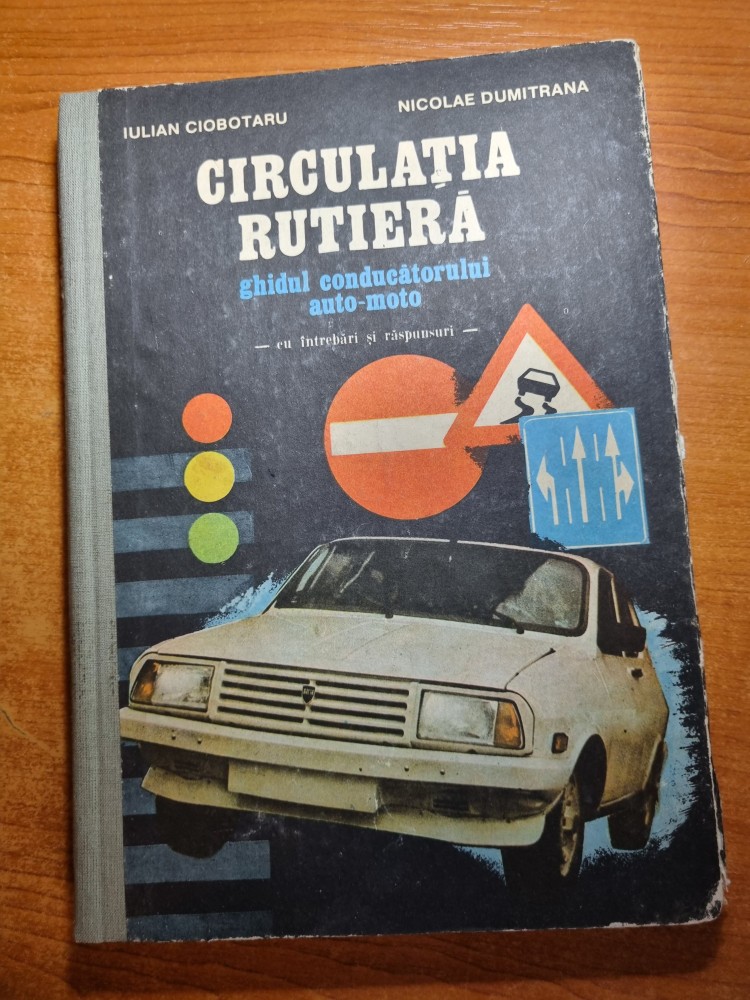 IULIAN CIOBOTARU
NICOLAE DUMITRANA
CIRCULAȚIA
RUTIERĂ
ghidul conducătorului
auto-moto
— cu întrebări și răspunsuri —